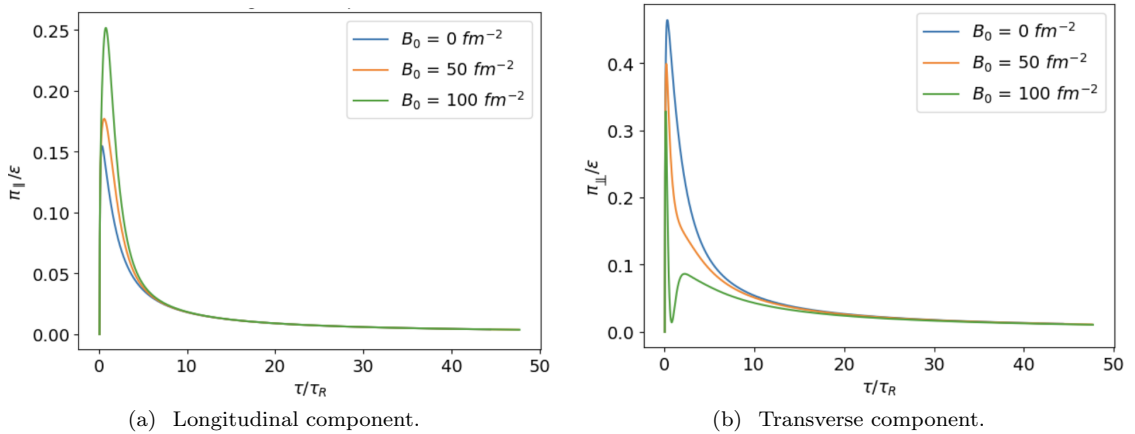 0.25
0.20
0.15
0.10
0.05
0.00
π∥/ε
B₀ = 0 fm⁻²
B₀ = 50 fm⁻²
B₀ = 100 fm⁻²
0 10 20 30 40 50
τ/τ_R
(a) Longitudinal component.
0.4
0.3
0.2
0.1
0.0
π⫫/ε
B₀ = 0 fm⁻²
B₀ = 50 fm⁻²
B₀ = 100 fm⁻²
0 10 20 30 40 50
τ/τ_R
(b) Transverse component.